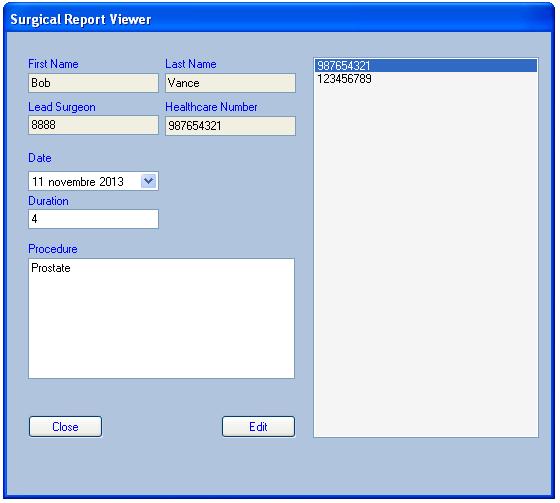 Surgical Report Viewer
First Name
Last Name
Bob
Vance
Lead Surgeon
Healthcare Number
8888
987654321
Date
11 novembre 2013
Duration
4
Procedure
Prostate
Close
Edit
987654321
123456789